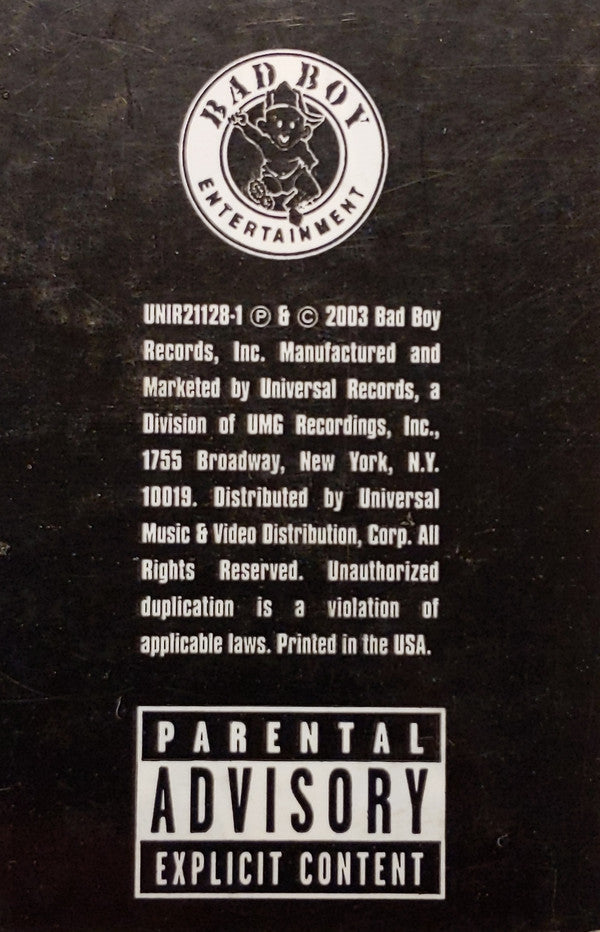 BAD BOY
ENTERTAINMENT
UNIR21128-1 ℗ & © 2003 Bad Boy
Records, Inc. Manufactured and
Marketed by Universal Records, a
Division of UMG Recordings, Inc.,
1755 Broadway, New York, N.Y.
10019. Distributed by Universal
Music & Video Distribution, Corp. All
Rights Reserved. Unauthorized
duplication is a violation of
applicable laws. Printed in the USA.
PARENTAL
ADVISORY
EXPLICIT CONTENT